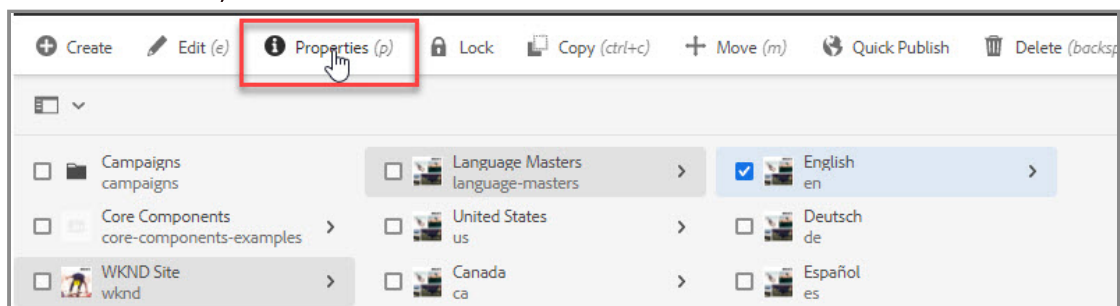 Create Edit (e) Properties (p) Lock Copy (ctrl+c) Move (m) Quick Publish Delete (backsp
Campaigns
campaigns
Language Masters
language-masters
English
en
Core Components
core-components-examples
United States
us
Deutsch
de
WKND Site
wknd
Canada
ca
Español
es